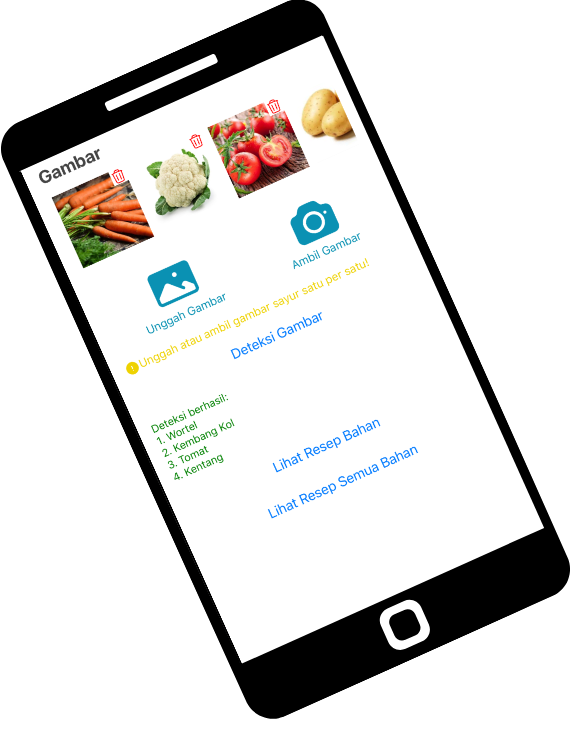 Gambar
Unggah Gambar
Ambil Gambar
Unggah atau ambil gambar sayur satu per satu!
Deteksi Gambar
Deteksi berhasil:
1. Wortel
2. Kembang Kol
3. Tomat
4. Kentang
Lihat Resep Bahan
Lihat Resep Semua Bahan